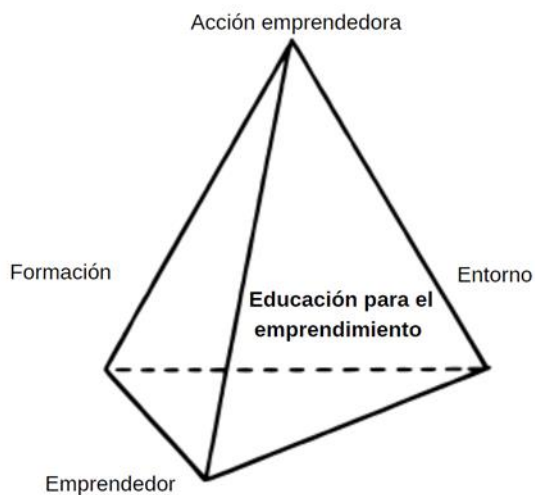 Acción emprendedora
Formación
Entorno
Educación para el
emprendimiento
Emprendedor